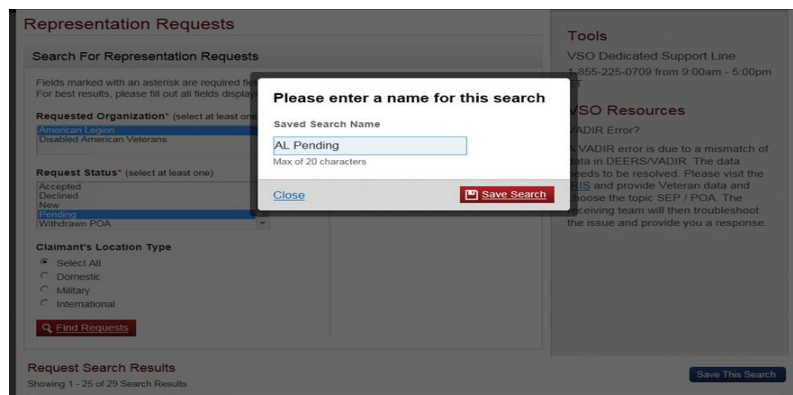 Representation Requests
Search For Representation Requests
Fields marked with an asterisk are required
For best results, please fill out all fields
Requested Organization* (select at least
American Legion
Disabled American Veterans
Request Status* (select at least one)
Accepted
Declined
New
Pending
Withdrawn POA
Claimant's Location Type
Select All
Domestic
Military
International
Find Requests
Request Search Results
Showing 1 - 25 of 29 Search Results
Please enter a name for this search
Saved Search Name
AL Pending
Max of 20 characters
Close
Save Search
Tools
VSO Dedicated Support Line
1-855-225-0709 from 9:00am - 5:00pm
VSO Resources
VADIR Error?
A VADIR error is due to a mismatch of
data in DEERS/VADIR. The data
needs to be resolved. Please visit the
IRIS and provide Veteran data and
choose the topic SEP / POA. The
receiving team will then troubleshoot
the issue and provide you a response.
Save This Search